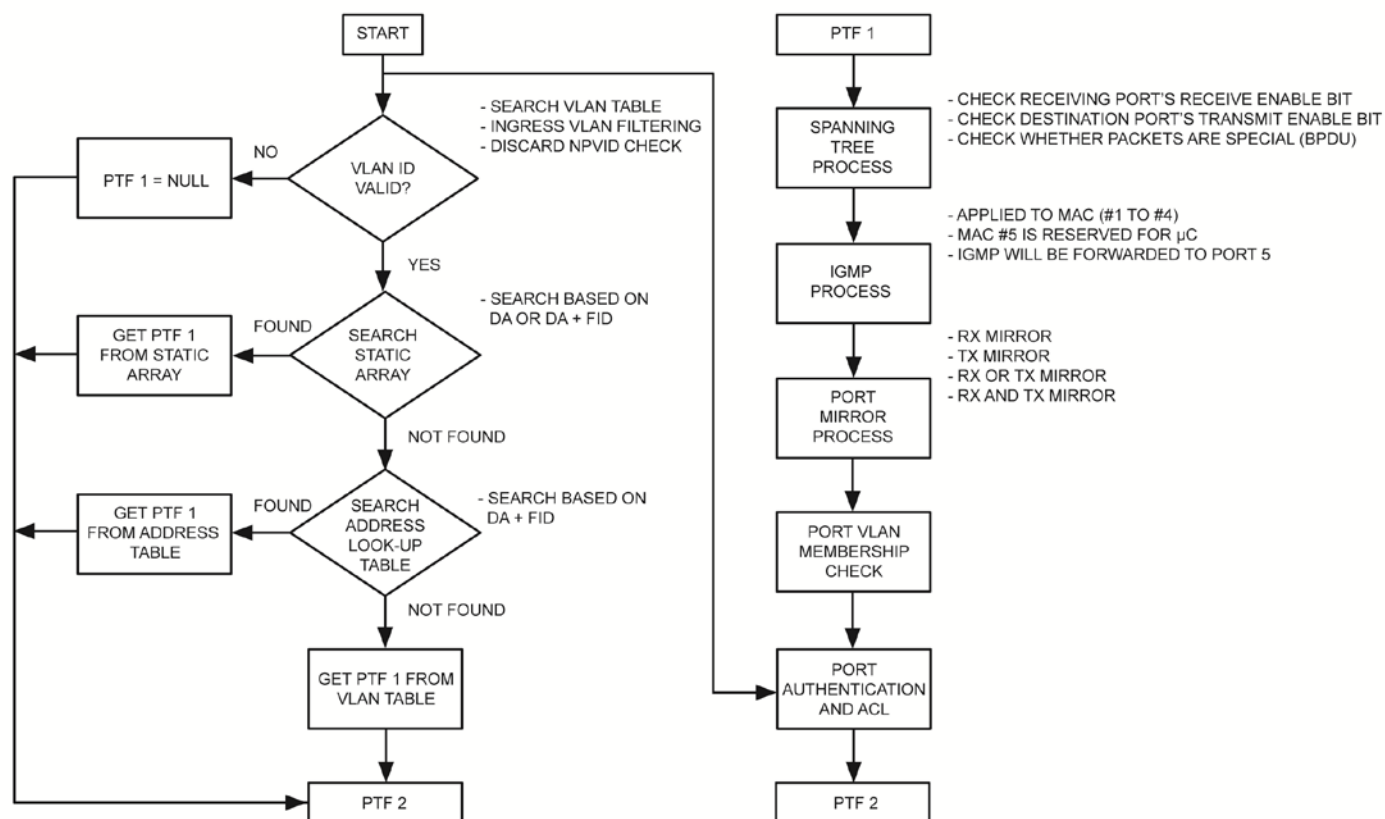 START
- SEARCH VLAN TABLE
- INGRESS VLAN FILTERING
- DISCARD NPVID CHECK
NO
PTF 1 = NULL
VLAN ID
VALID?
YES
- SEARCH BASED ON
DA OR DA + FID
FOUND
GET PTF 1
FROM STATIC
ARRAY
SEARCH
STATIC
ARRAY
NOT FOUND
- SEARCH BASED ON
DA + FID
FOUND
GET PTF 1
FROM ADDRESS
TABLE
SEARCH
ADDRESS
LOOK-UP
TABLE
NOT FOUND
GET PTF 1 FROM
VLAN TABLE
PTF 2
PTF 1
SPANNING
TREE
PROCESS
- CHECK RECEIVING PORT'S RECEIVE ENABLE BIT
- CHECK DESTINATION PORT'S TRANSMIT ENABLE BIT
- CHECK WHETHER PACKETS ARE SPECIAL (BPDU)
IGMP
PROCESS
- APPLIED TO MAC (#1 TO #4)
- MAC #5 IS RESERVED FOR µC
- IGMP WILL BE FORWARDED TO PORT 5
PORT
MIRROR
PROCESS
- RX MIRROR
- TX MIRROR
- RX OR TX MIRROR
- RX AND TX MIRROR
PORT VLAN
MEMBERSHIP
CHECK
PORT
AUTHENTICATION
AND ACL
PTF 2